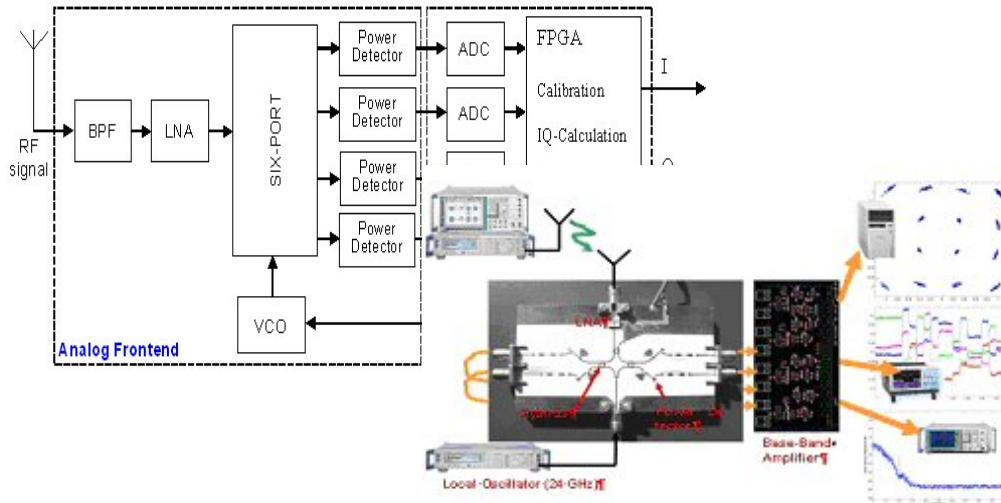 Power
Detector
ADC
FPGA
I
Power
Detector
ADC
Calibration
RF
signal
BPF
LNA
SIX-PORT
IQ-Calculation
Power
Detector
Power
Detector
VCO
Analog Frontend
LNA¶
Base-Band
Amplifier¶
Local·Oscillator·(24·GHz)¶